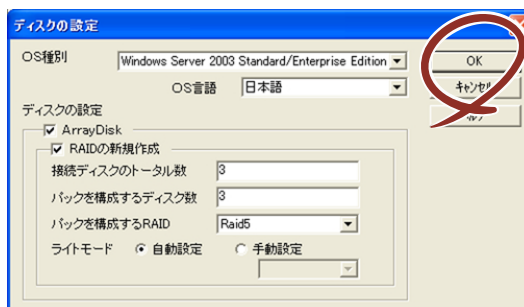 ディスクの設定
OS種別 Windows Server 2003 Standard/Enterprise Edition
OK
OS言語 日本語
キャンセル
ディスクの設定
ArrayDisk
RAIDの新規作成
接続ディスクのトータル数 3
パックを構成するディスク数 3
パックを構成するRAID Raid5
ライトモード 自動設定 手動設定